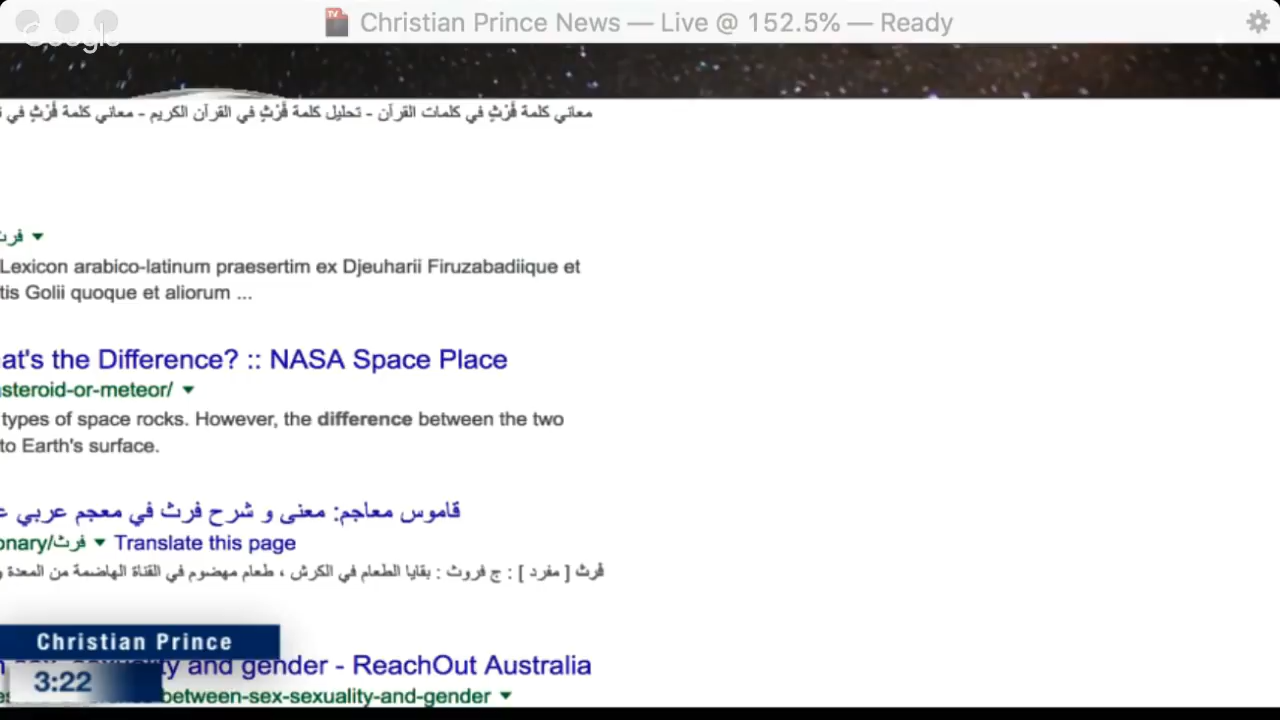 Christian Prince News — Live @ 152.5% — Ready
Google
معاني كلمة فَرْثٍ في كلمات القرآن - تحليل كلمة فَرْثٍ في القرآن الكريم - معاني كلمة فَرْثٍ في
فرث
Lexicon arabico-latinum praesertim ex Djeuharii Firuzabadiique et
tis Golii quoque et aliorum ...
at's the Difference? :: NASA Space Place
steroid-or-meteor/
types of space rocks. However, the difference between the two
to Earth's surface.
قاموس معاجم: معنى و شرح فرث في معجم عربي
onary/فرث Translate this page
فَرث [ مفرد ] : ج فروث : بقايا الطعام في الكرش ، طعام مهضوم في القناة الهاضمة من المعدة و
Christian Prince
and gender - ReachOut Australia
3:22
between-sex-sexuality-and-gender